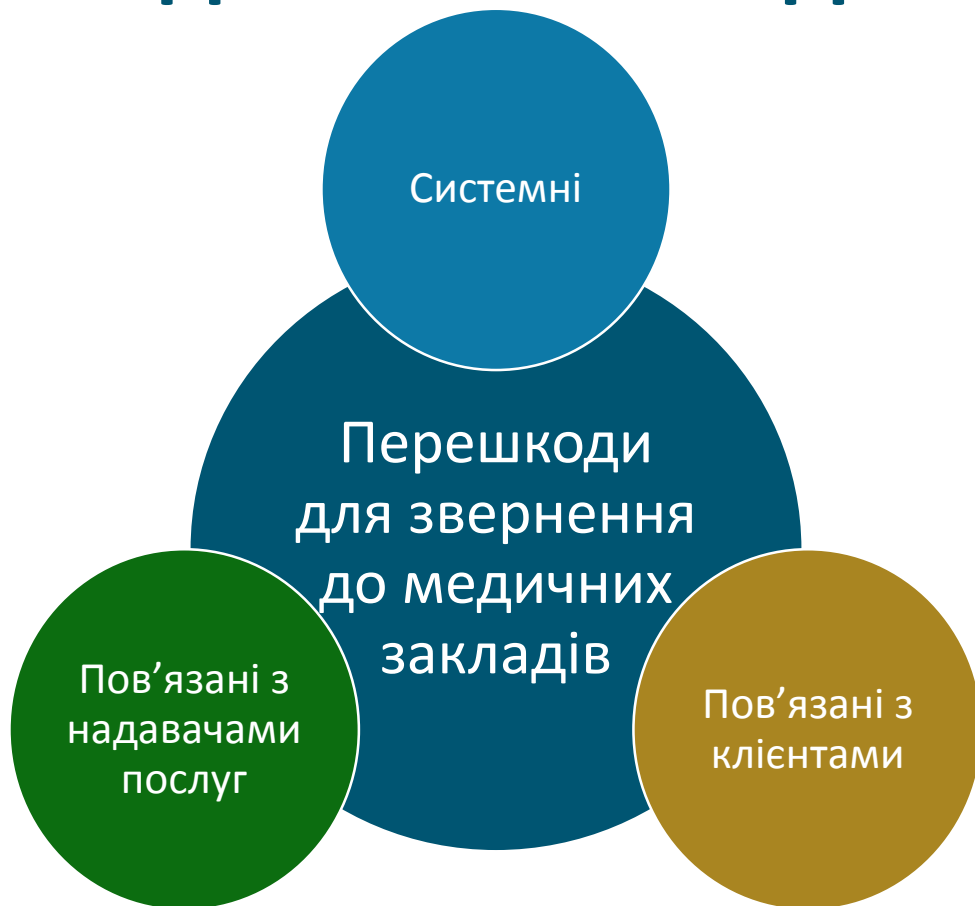 Системні
Перешкоди
для звернення
до медичних
закладів
Пов’язані з
надавачами
послуг
Пов’язані з
клієнтами